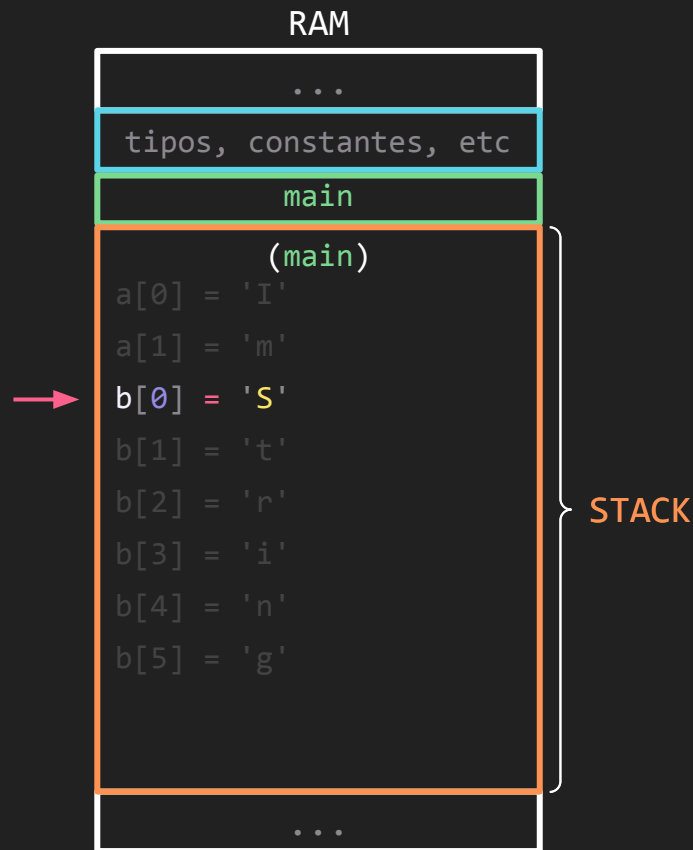 RAM
...
tipos, constantes, etc
main
(main)
a[0] = 'I'
a[1] = 'm'
b[0] = 'S'
b[1] = 't'
b[2] = 'r'
b[3] = 'i'
b[4] = 'n'
b[5] = 'g'
STACK
...